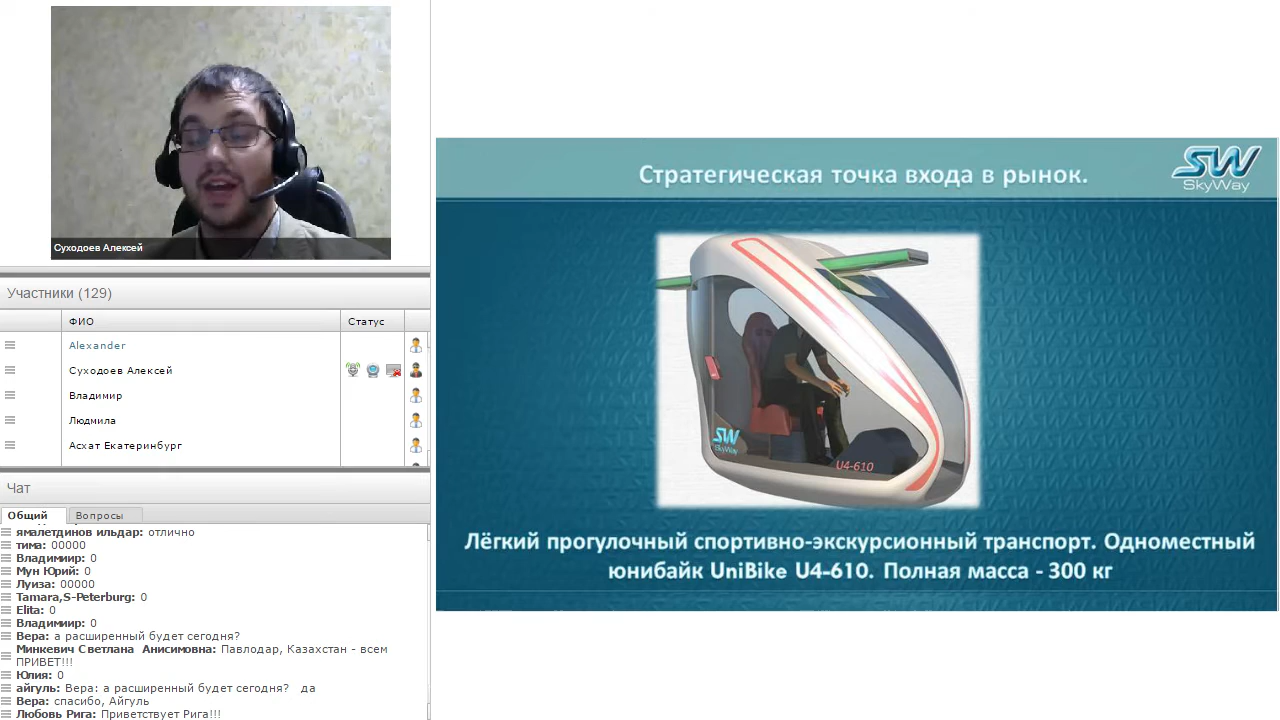 Суходоев Алексей
Участники (129)
ФИО
Статус
Alexander
Суходоев Алексей
Владимир
Людмила
Асхат Екатеринбург
Чат
Общий
Вопросы
ямалетдинов ильдар: отлично
тима: 00000
Владимир: 0
Мун Юрий: 0
Луиза: 00000
Tamara,S-Peterburg: 0
Elita: 0
Владимиир: 0
Вера: а расширенный будет сегодня?
Минкевич Светлана Анисимовна: Павлодар, Казахстан - всем
ПРИВЕТ!!!
Юлия: 0
айгуль: Вера: а расширенный будет сегодня? да
Вера: спасибо, Айгуль
Любовь Рига: Приветствует Рига!!!
Стратегическая точка входа в рынок.
SW
SkyWay
SW
SkyWay
U4-610
Лёгкий прогулочный спортивно-экскурсионный транспорт. Одноместный
юнибайк UniBike U4-610. Полная масса - 300 кг